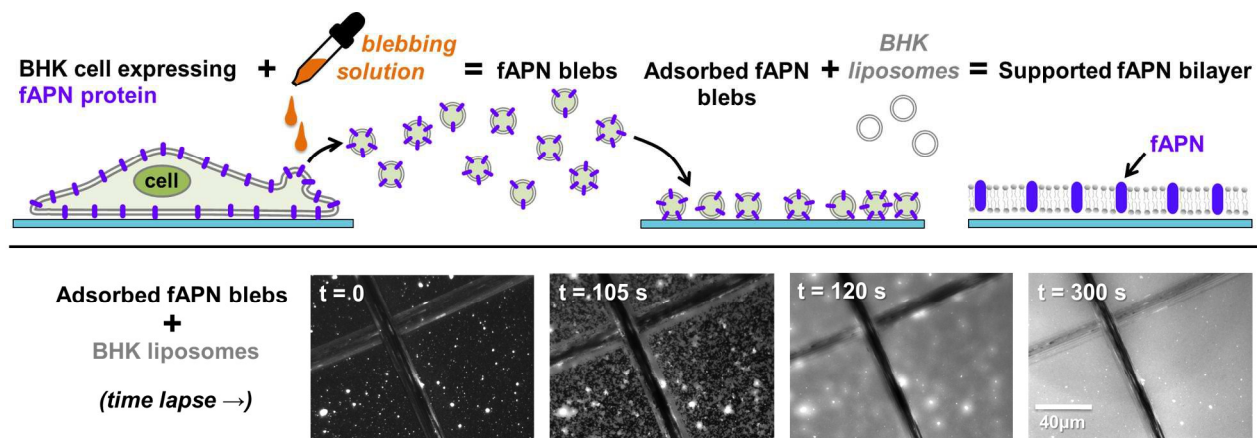 BHK cell expressing
fAPN protein
+
blebbing
solution
= fAPN blebs
cell
Adsorbed fAPN
blebs
+
BHK
liposomes
= Supported fAPN bilayer
fAPN
Adsorbed fAPN blebs
+
BHK liposomes
(time lapse →)
t = 0
t = 105 s
t = 120 s
t = 300 s
40µm